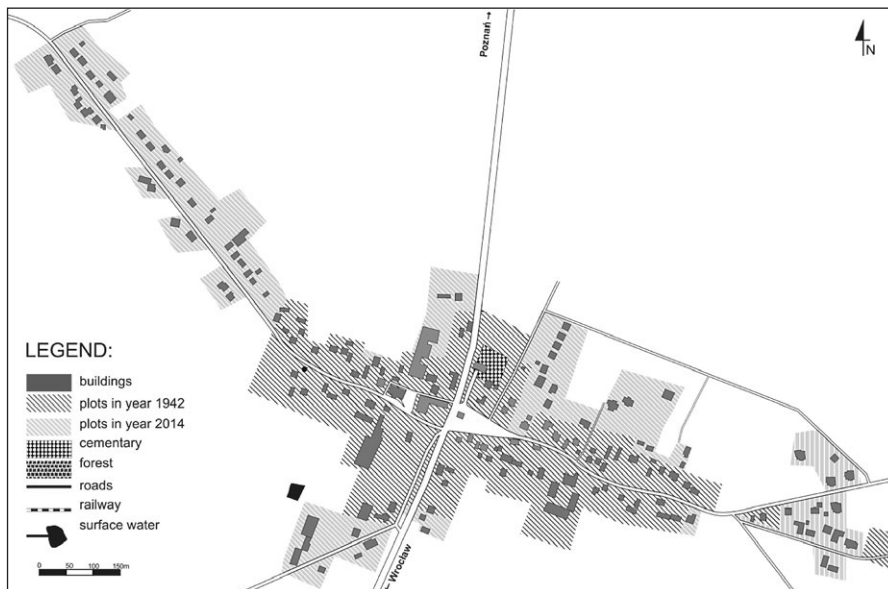 Poznań →
N
LEGEND:
buildings
plots in year 1942
plots in year 2014
cementary
forest
roads
railway
surface water
0 50 100 150m
← Wrocław